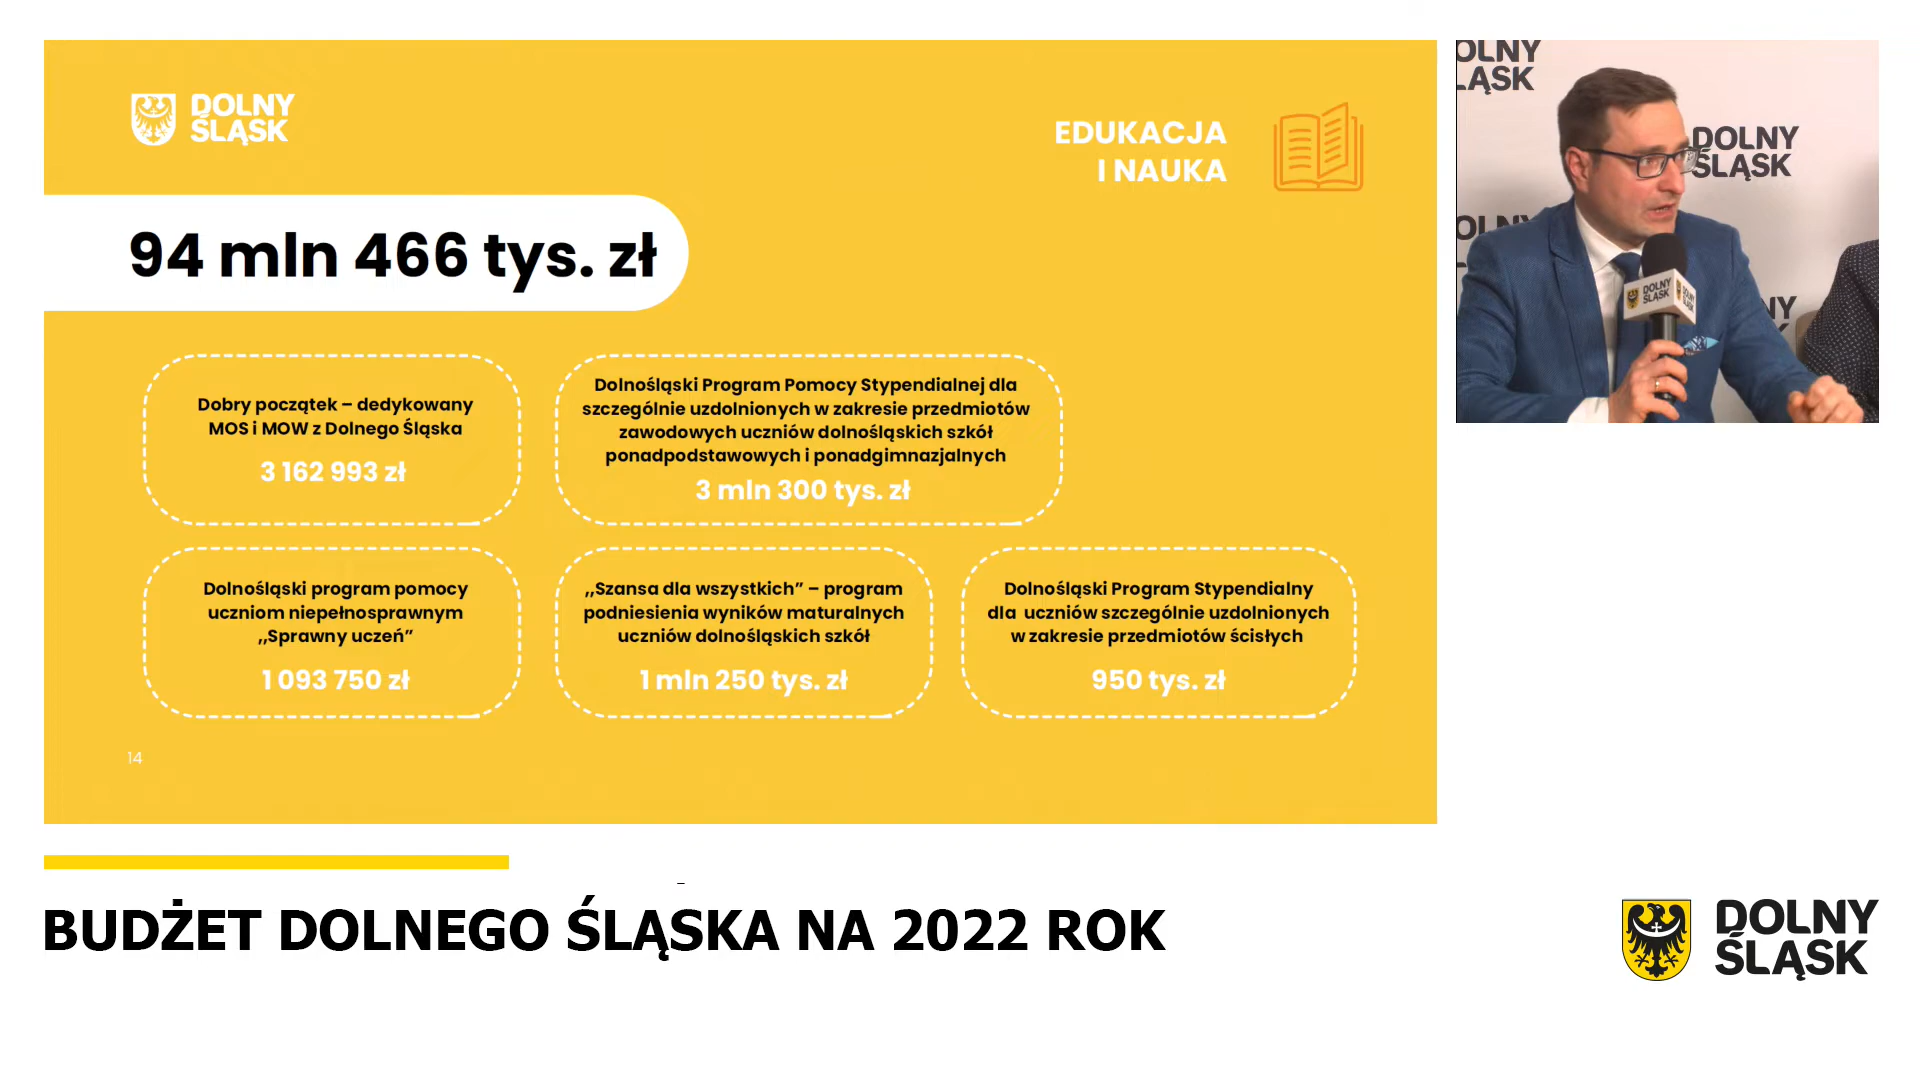 DOLNY
ŚLĄSK
EDUKACJA
I NAUKA
94 mln 466 tys. zł
Dobry początek – dedykowany
MOS i MOW z Dolnego Śląska
3 162 993 zł
Dolnośląski Program Pomocy Stypendialnej dla
szczególnie uzdolnionych w zakresie przedmiotów
zawodowych uczniów dolnośląskich szkół
ponadpodstawowych i ponadgimnazjalnych
3 mln 300 tys. zł
Dolnośląski program pomocy
uczniom niepełnosprawnym
,,Sprawny uczeń”
1 093 750 zł
,,Szansa dla wszystkich” – program
podniesienia wyników maturalnych
uczniów dolnośląskich szkół
1 mln 250 tys. zł
Dolnośląski Program Stypendialny
dla uczniów szczególnie uzdolnionych
w zakresie przedmiotów ścisłych
950 tys. zł
14
OLNY
LĄSK
DOLNY
ŚLĄSK
OLNY
DOLNY
ŚLĄSK
NY
BUDŻET DOLNEGO ŚLĄSKA NA 2022 ROK
DOLNY
ŚLĄSK